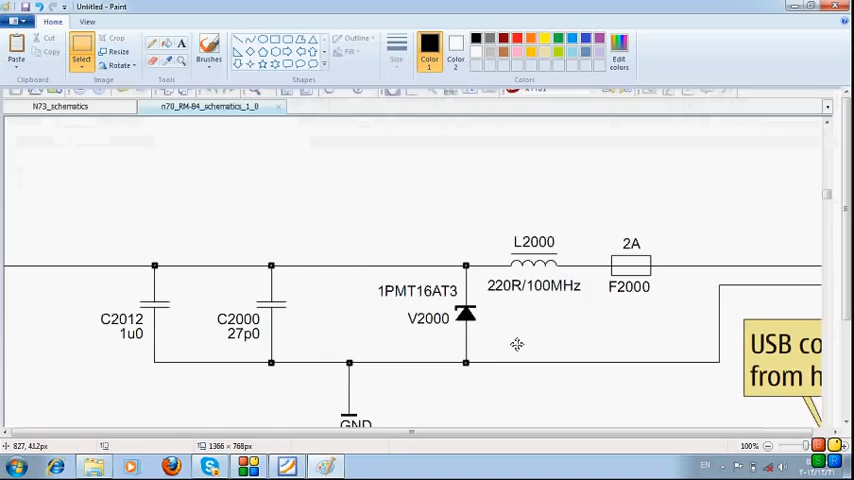 Untitled - Paint
Home
View
Paste
Cut
Copy
Clipboard
Select
Crop
Resize
Rotate
Image
A
Tools
Brushes
Shapes
Outline
Fill
Size
Color 1
Color 2
Edit colors
Colors
N73_schematics
n70_RM-84_schematics_1_0
L2000
2A
1PMT16AT3
220R/100MHz
F2000
C2012
1u0
C2000
27p0
V2000
USB co
from h
GND
827, 412px
1366 × 768px
100%
EN